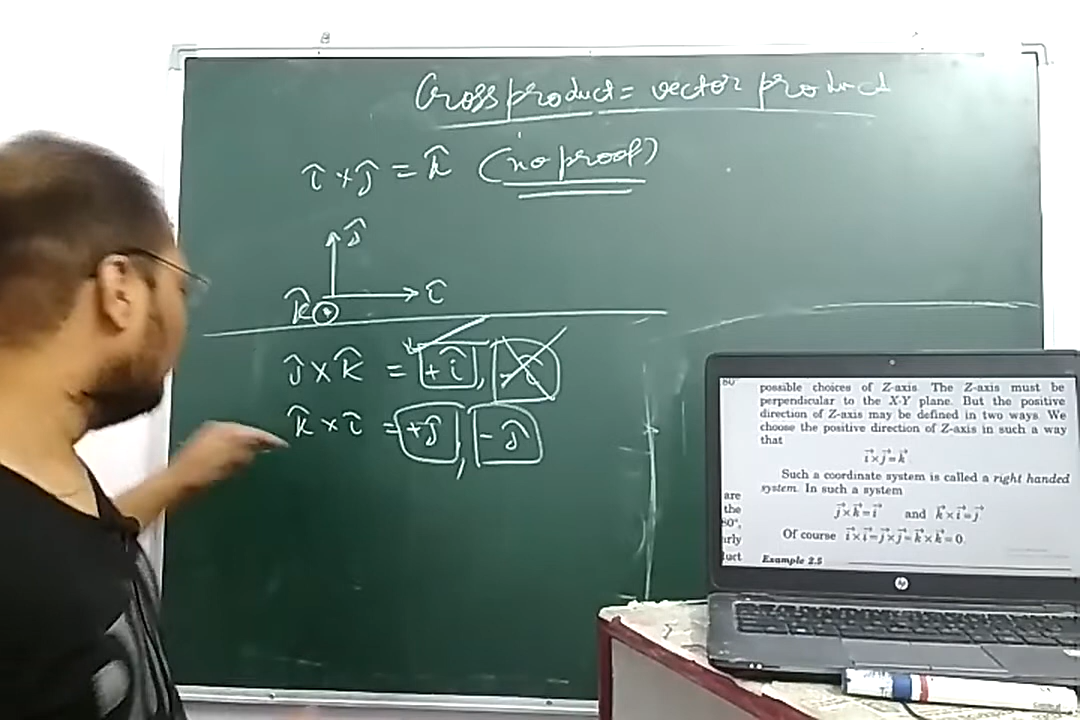 Cross product = vector product
î × ĵ = k̂ (no proof)
ĵ
k̂ î
ĵ × k̂ = +î, -î
k̂ × î = +ĵ, -ĵ
possible choices of Z-axis. The Z-axis must be
perpendicular to the X-Y plane. But the positive
direction of Z-axis may be defined in two ways. We
choose the positive direction of Z-axis in such a way
that
i⃗×j⃗=k⃗.
Such a coordinate system is called a right handed
system. In such a system
are
the j⃗×k⃗=i⃗ and k⃗×i⃗=j⃗
Of course i⃗×i⃗=j⃗×j⃗=k⃗×k⃗=0.
Example 2.5
hp